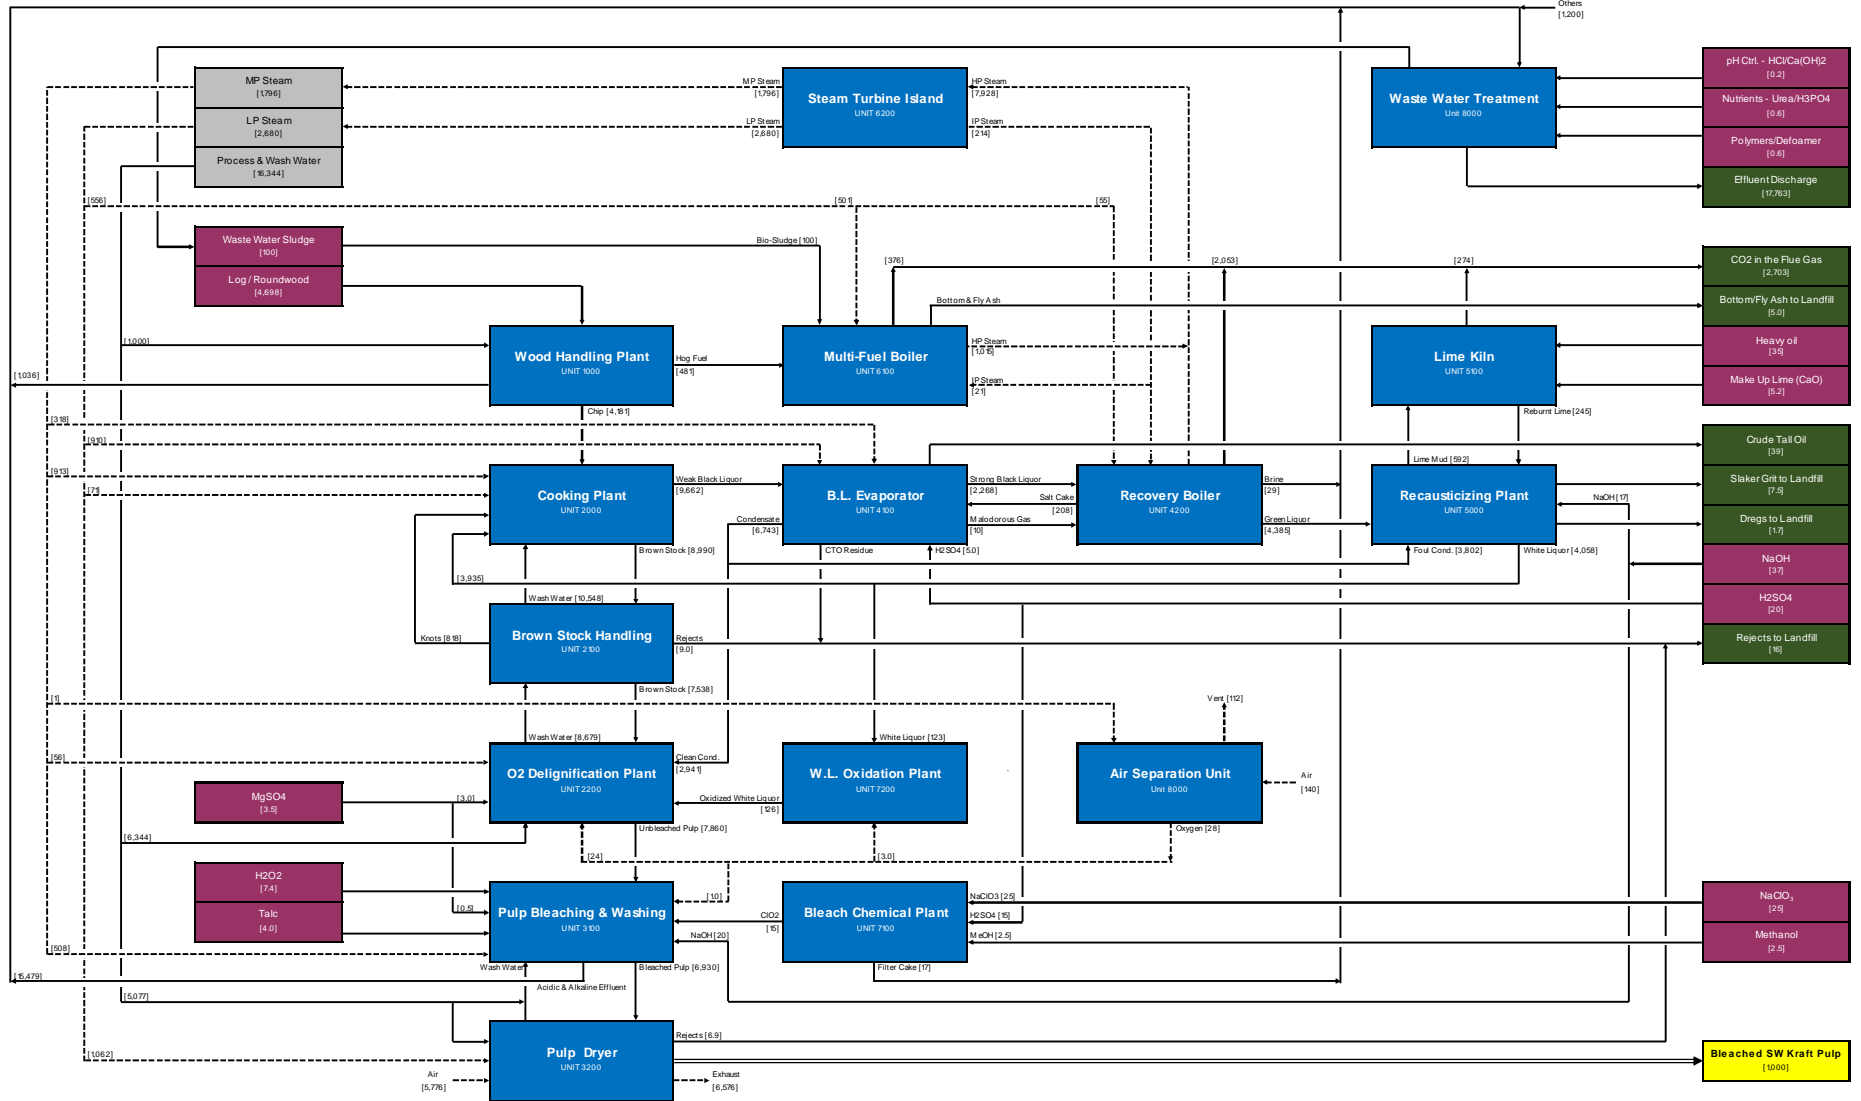 Others
[1,200]
MP Steam
[1,796]
LP Steam
[2,680]
Process & Wash Water
[16,344]
MP Steam
[1,796]
LP Steam
[2,680]
Steam Turbine Island
UNIT 6200
HP Steam
[7,928]
IP Steam
[214]
Waste Water Treatment
Unit 8000
pH Ctrl. - HCl/Ca(OH)2
[0.2]
Nutrients - Urea/H3PO4
[0.6]
Polymers/Defoamer
[0.6]
Effluent Discharge
[17,763]
[556]
[501]
[55]
Waste Water Sludge
[100]
Log / Roundwood
[4,698]
Bio-Sludge [100]
[376]
[2,053]
[274]
CO2 in the Flue Gas
[2,703]
Bottom & Fly Ash
Bottom/Fly Ash to Landfill
[5.0]
Heavy oil
[35]
Make Up Lime (CaO)
[5.2]
[1,000]
[1,036]
Wood Handling Plant
UNIT 1000
Hog Fuel
[481]
Multi-Fuel Boiler
UNIT 6100
HP Steam
[1,015]
IP Steam
[21]
Lime Kiln
UNIT 5100
Chip [4,181]
Reburnt Lime [245]
[318]
[910]
[913]
[71]
Cooking Plant
UNIT 2000
Weak Black Liquor
[9,662]
Condensate
[6,743]
B.L. Evaporator
UNIT 4100
Strong Black Liquor
[2,268]
Salt Cake
[208]
Malodorous Gas
[10]
Recovery Boiler
UNIT 4200
Brine
[29]
Green Liquor
[4,385]
Lime Mud [592]
Recausticizing Plant
UNIT 5000
NaOH [17]
Crude Tall Oil
[39]
Slaker Grit to Landfill
[7.5]
Dregs to Landfill
[1.7]
NaOH
[37]
H2SO4
[20]
Rejects to Landfill
[16]
Brown Stock [8,990]
CTO Residue
H2SO4 [5.0]
Foul Cond. [3,802]
White Liquor [4,058]
[3,935]
Wash Water [10,548]
Knots [818]
Brown Stock Handling
UNIT 2100
Rejects
[9.0]
Brown Stock [7,538]
[1]
Vent [112]
Wash Water [8,679]
Clean Cond.
[2,941]
White Liquor [123]
[56]
O2 Delignification Plant
UNIT 2200
W.L. Oxidation Plant
UNIT 7200
Air Separation Unit
Unit 8000
Air
[140]
MgSO4
[3.5]
[3.0]
Oxidized White Liquor
[126]
[6,344]
Unbleached Pulp [7,860]
Oxygen [28]
[24]
[3.0]
H2O2
[7.4]
Talc
[4.0]
[0.5]
[1.0]
Pulp Bleaching & Washing
UNIT 3100
ClO2
[15]
NaOH [20]
Bleach Chemical Plant
UNIT 7100
NaClO3 [25]
H2SO4 [15]
MeOH [2.5]
NaClO₃
[25]
Methanol
[2.5]
[508]
[15,479]
Wash Water
Bleached Pulp [6,930]
Filter Cake [17]
Acidic & Alkaline Effluent
[5,077]
[1,062]
Pulp Dryer
UNIT 3200
Rejects [6.9]
Air
[5,776]
Exhaust
[6,576]
Bleached SW Kraft Pulp
[1,000]